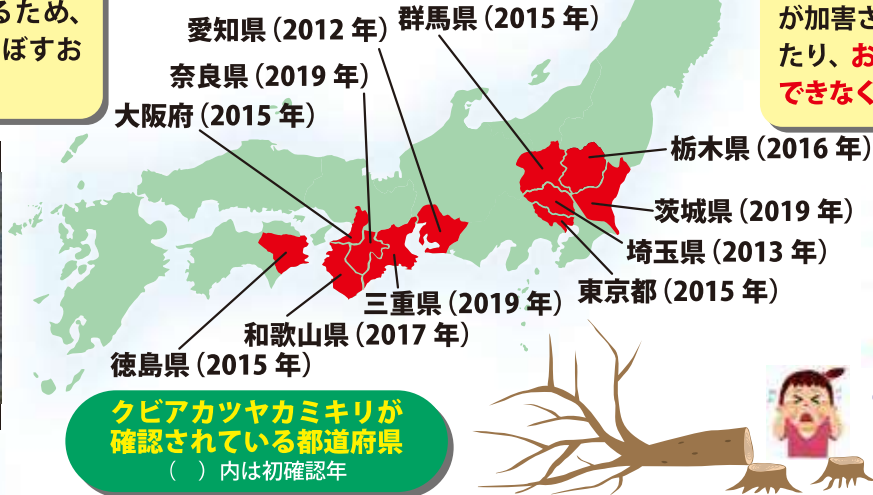 るため、
ぼすお
が加害さ
たり、お
できなく
愛知県（2012 年）
群馬県（2015 年）
奈良県（2019 年）
大阪府（2015 年）
栃木県（2016 年）
茨城県（2019 年）
埼玉県（2013 年）
東京都（2015 年）
三重県（2019 年）
和歌山県（2017 年）
徳島県（2015 年）
クビアカツヤカミキリが
確認されている都道府県
（　）内は初確認年